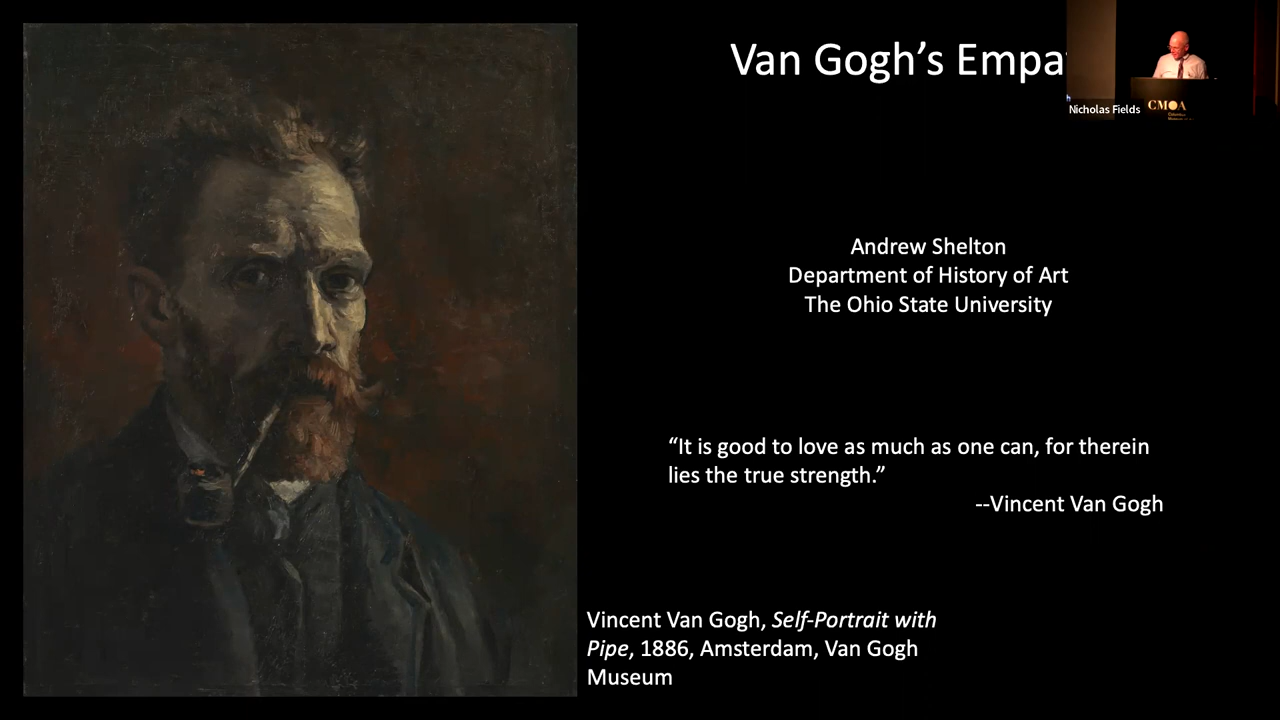 Van Gogh’s Empa
Nicholas Fields
CMOA
Andrew Shelton
Department of History of Art
The Ohio State University
“It is good to love as much as one can, for therein
lies the true strength.”
--Vincent Van Gogh
Vincent Van Gogh, Self-Portrait with
Pipe, 1886, Amsterdam, Van Gogh
Museum